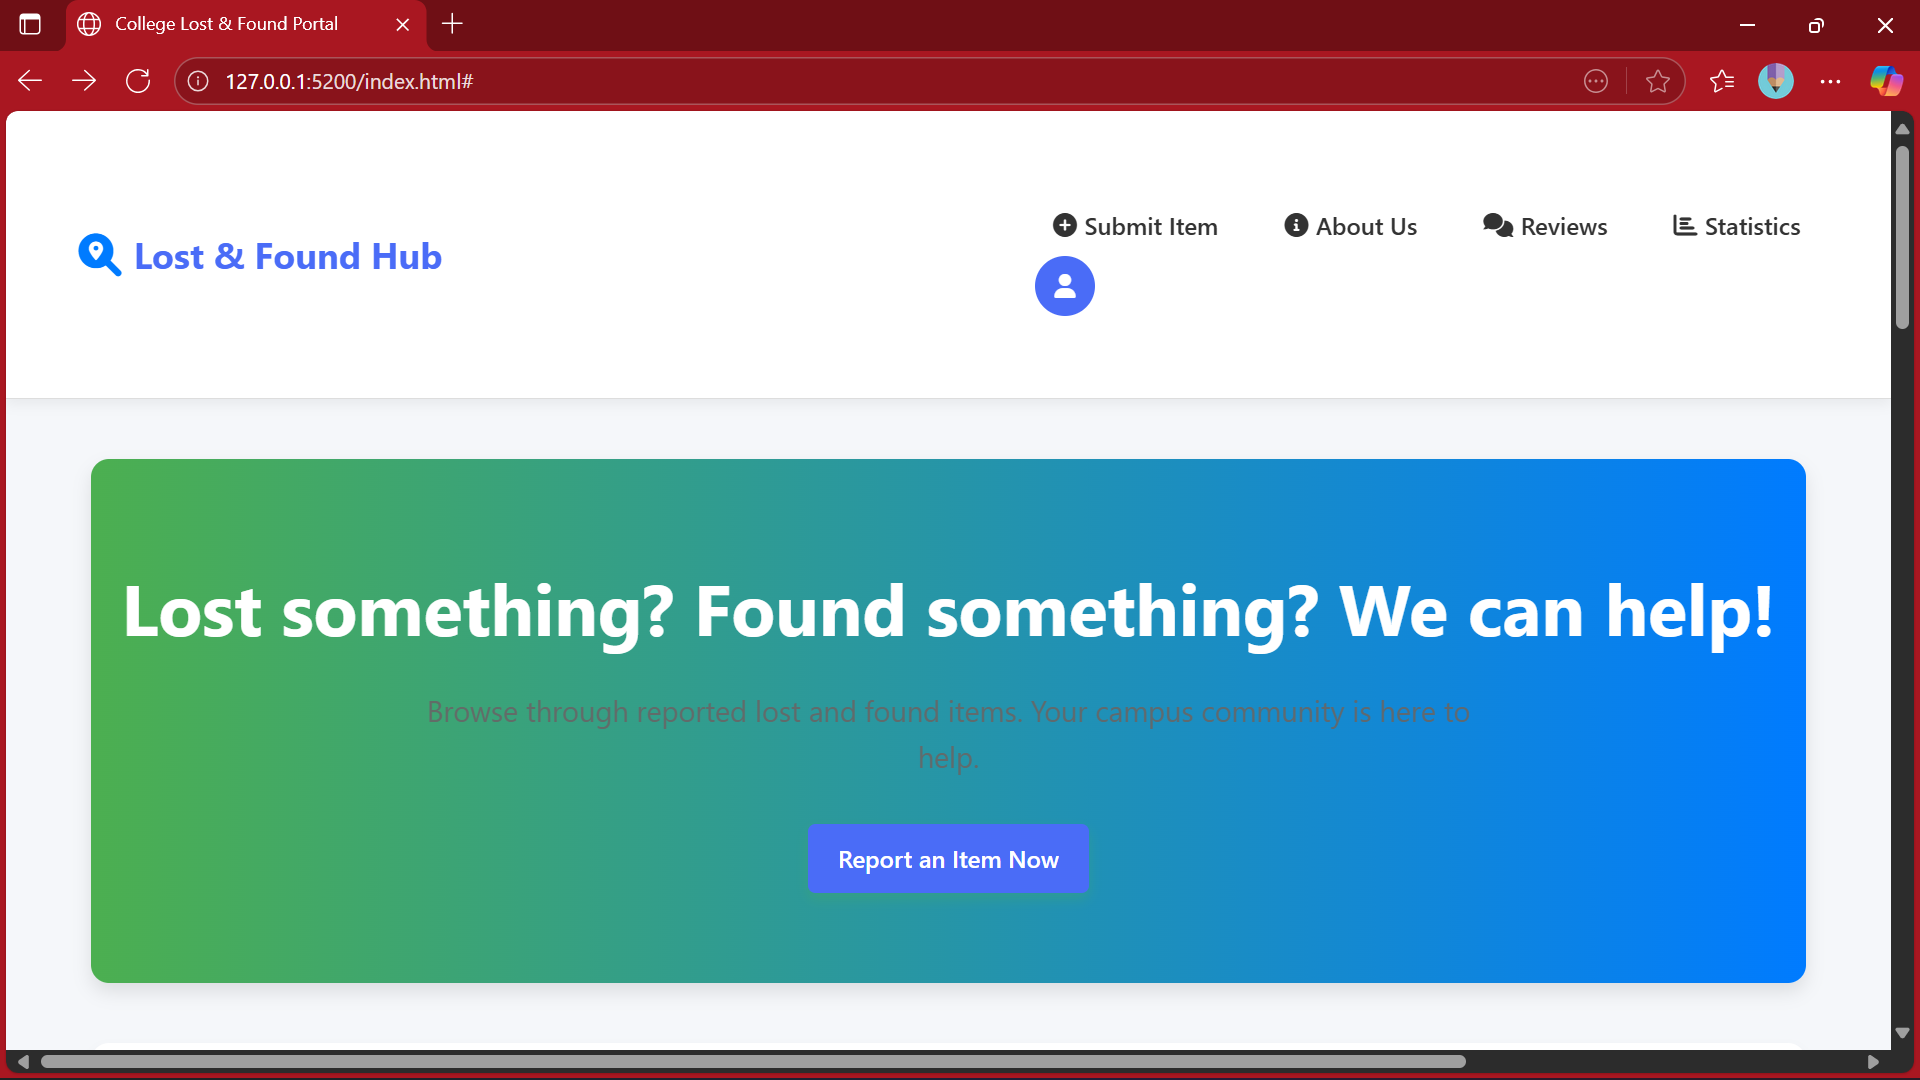 College Lost & Found Portal
127.0.0.1:5200/index.html#
Lost & Found Hub
Submit Item
About Us
Reviews
Statistics
Lost something? Found something? We can help!
Browse through reported lost and found items. Your campus community is here to
help.
Report an Item Now